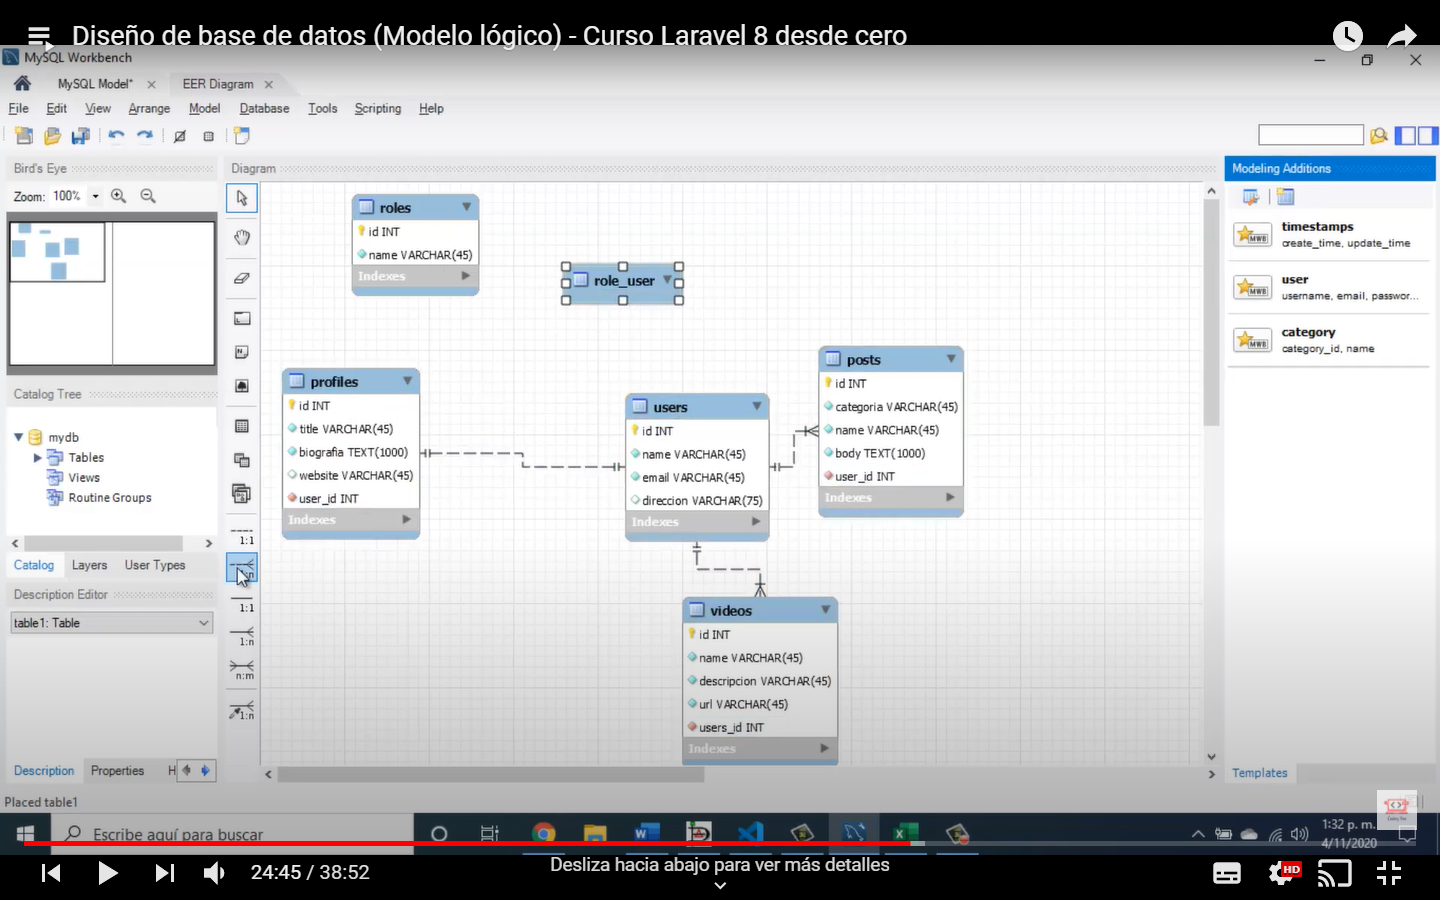 Diseño de base de datos (Modelo lógico) - Curso Laravel 8 desde cero
MySQL Workbench
MySQL Model*
EER Diagram
File Edit View Arrange Model Database Tools Scripting Help
Bird's Eye
Zoom: 100%
Catalog Tree
mydb
Tables
Views
Routine Groups
Catalog Layers User Types
Description Editor
table1: Table
Description Properties H
Placed table1
Diagram
1:1
1:1
1:n
n:m
1:n
roles
id INT
name VARCHAR(45)
Indexes
role_user
profiles
id INT
title VARCHAR(45)
biografia TEXT(1000)
website VARCHAR(45)
user_id INT
Indexes
users
id INT
name VARCHAR(45)
email VARCHAR(45)
direccion VARCHAR(75)
Indexes
posts
id INT
categoria VARCHAR(45)
name VARCHAR(45)
body TEXT(1000)
user_id INT
Indexes
videos
id INT
name VARCHAR(45)
descripcion VARCHAR(45)
url VARCHAR(45)
users_id INT
Indexes
Modeling Additions
timestamps
create_time, update_time
user
username, email, passwor...
category
category_id, name
Templates
Escribe aquí para buscar
1:32 p. m.
4/11/2020
24:45 / 38:52
Desliza hacia abajo para ver más detalles
HD